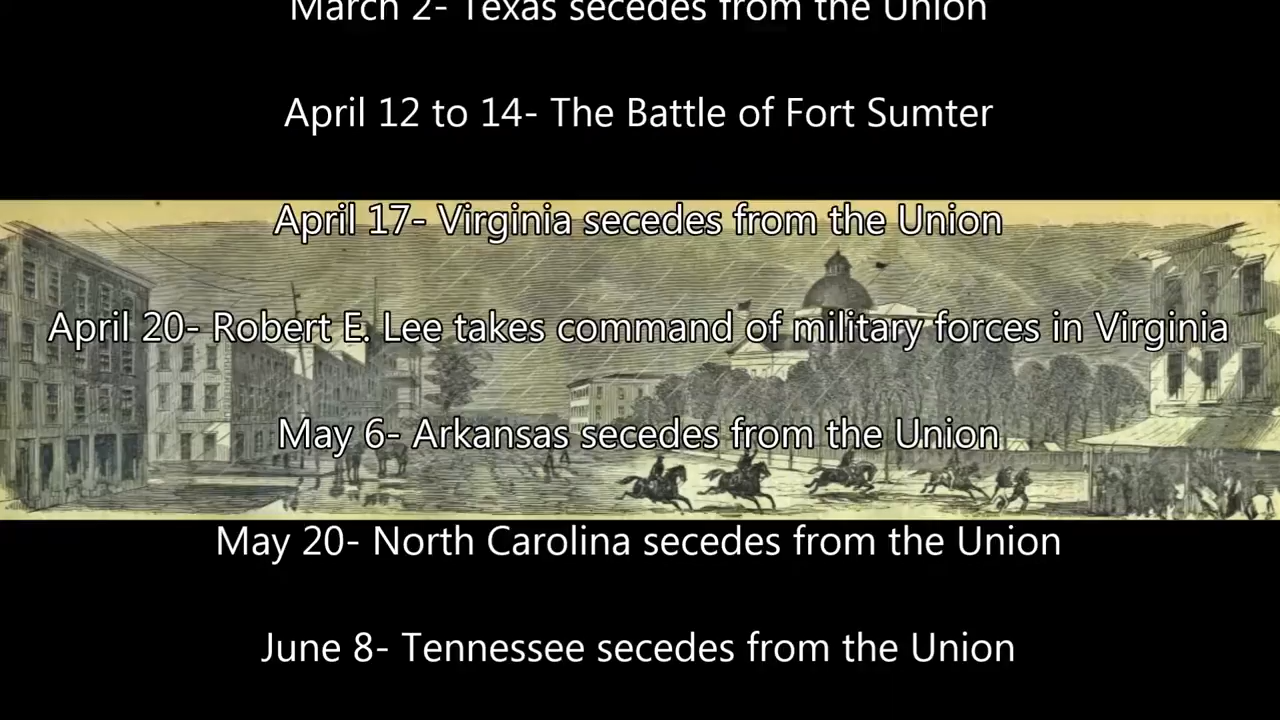 March 2- Texas secedes from the Union
April 12 to 14- The Battle of Fort Sumter
April 17- Virginia secedes from the Union
April 20- Robert E. Lee takes command of military forces in Virginia
May 6- Arkansas secedes from the Union
May 20- North Carolina secedes from the Union
June 8- Tennessee secedes from the Union